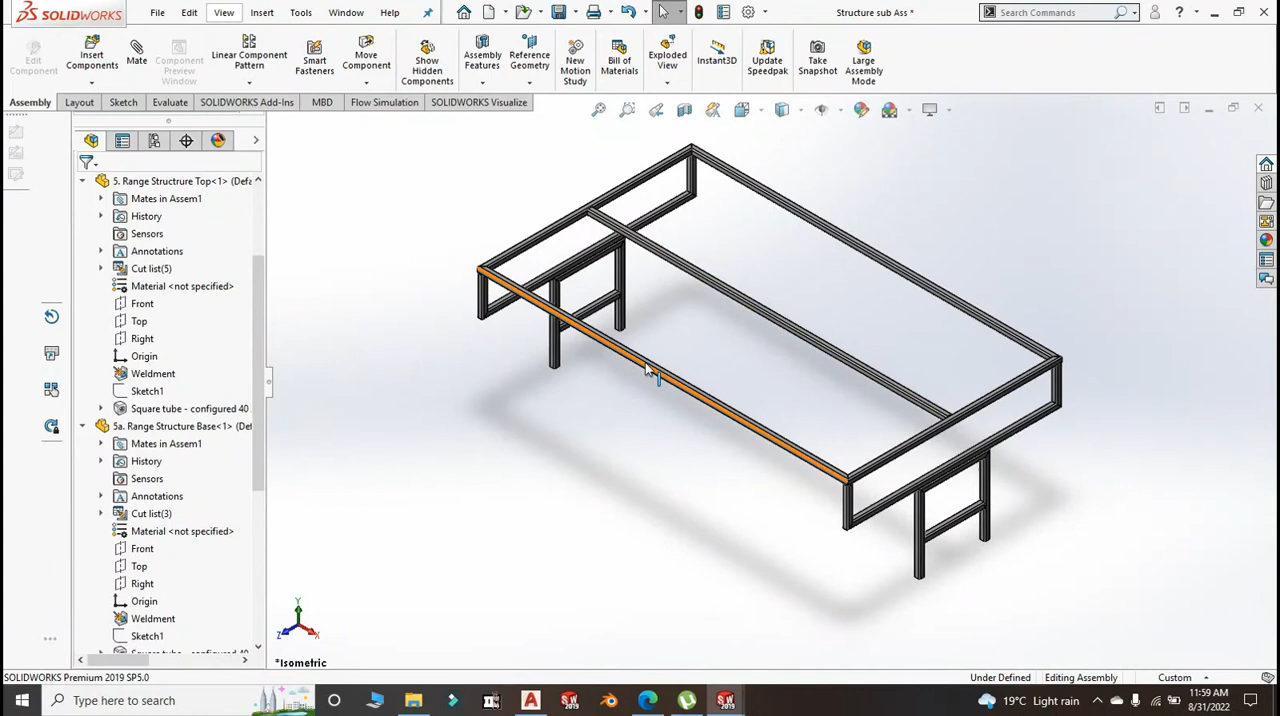 SOLIDWORKS File Edit View Insert Tools Window Help Structure sub Ass * Search Commands ?
Edit Component
Insert Components
Mate
Component Preview Window
Linear Component Pattern
Smart Fasteners
Move Component
Show Hidden Components
Assembly Features
Reference Geometry
New Motion Study
Bill of Materials
Exploded View
Instant3D
Update Speedpak
Take Snapshot
Large Assembly Mode
Assembly Layout Sketch Evaluate SOLIDWORKS Add-Ins MBD Flow Simulation SOLIDWORKS Visualize
5. Range Structrure Top<1> (Defa
Mates in Assem1
History
Sensors
Annotations
Cut list(5)
Material <not specified>
Front
Top
Right
Origin
Weldment
Sketch1
Square tube - configured 40
5a. Range Structure Base<1> (De
Mates in Assem1
History
Sensors
Annotations
Cut list(3)
Material <not specified>
Front
Top
Right
Origin
Weldment
Sketch1
Y
Z
X
*Isometric
SOLIDWORKS Premium 2019 SP5.0 Under Defined Editing Assembly Custom
Type here to search 19°C Light rain 11:59 AM
8/31/2022